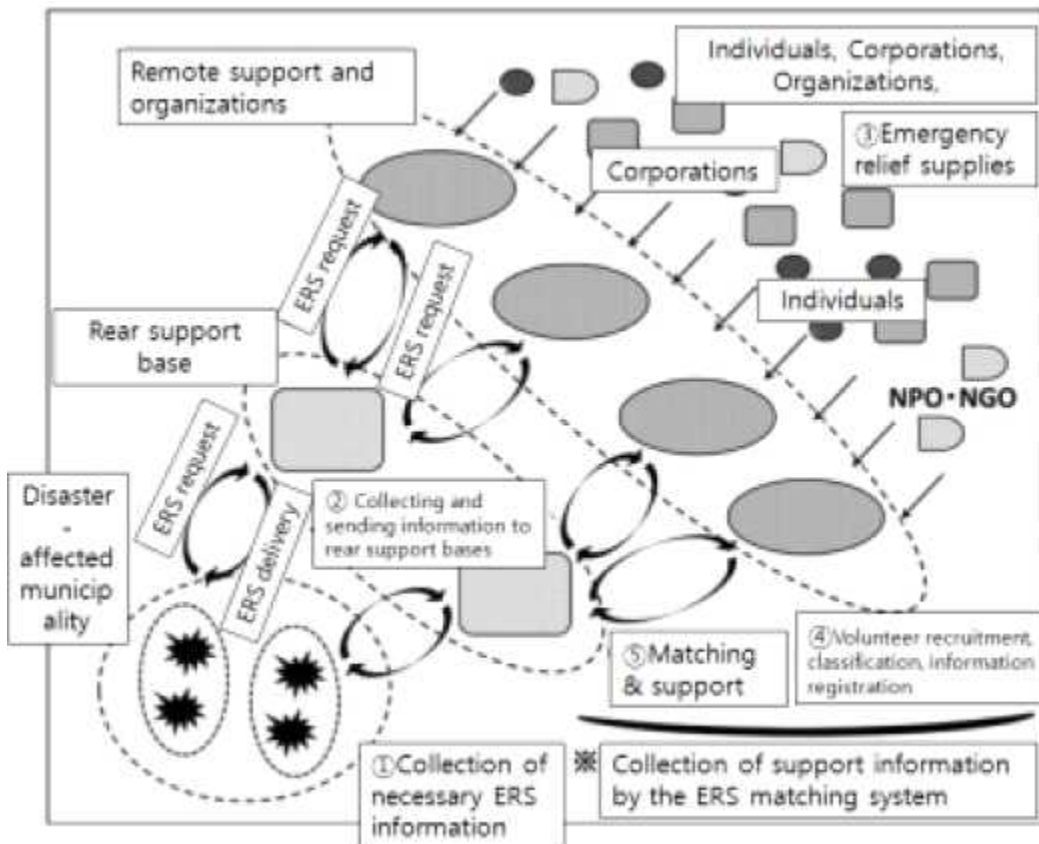 Remote support and
organizations
Individuals, Corporations,
Organizations,
③Emergency
relief supplies
Corporations
ERS request
ERS request
Individuals
Rear support
base
NPO·NGO
ERS request
Disaster
-
affected
municip
ality
ERS delivery
② Collecting and
sending information to
rear support bases
⑤Matching
& support
④Volunteer recruitment,
classification, information
registration
①Collection of
necessary ERS
information
※ Collection of support information
by the ERS matching system